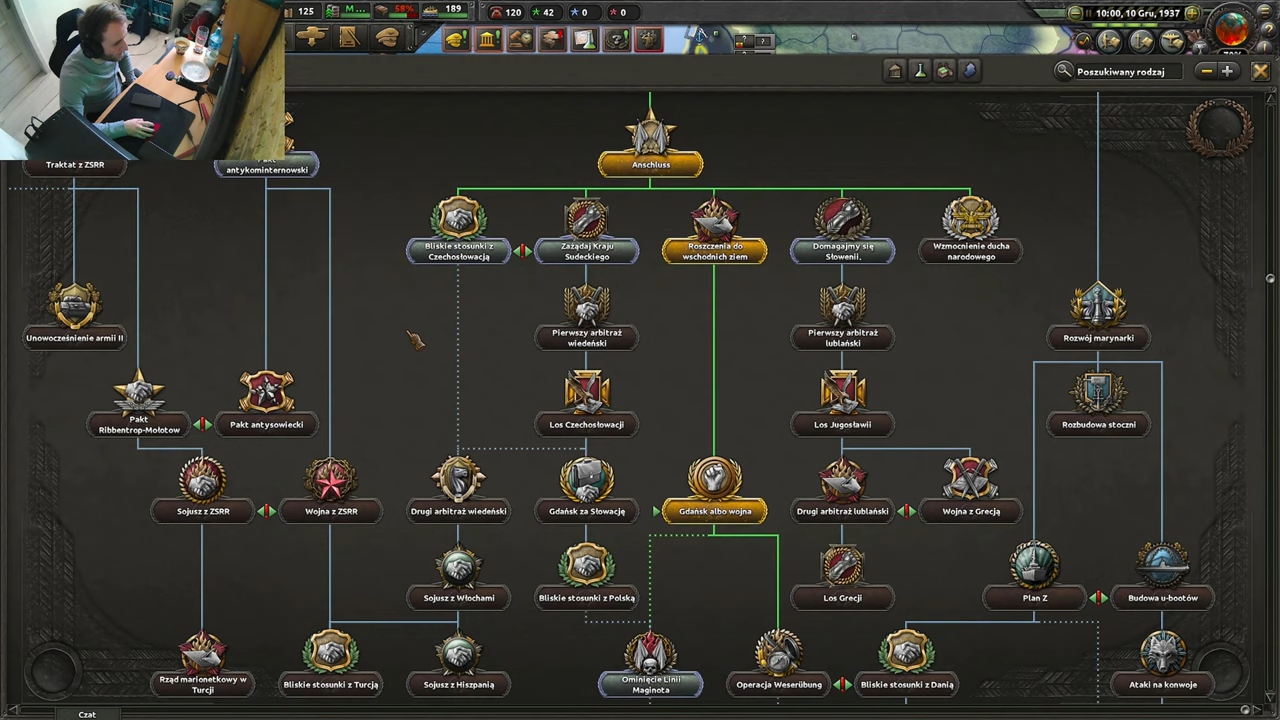 125
M...
58%
189
120
42
0
0
10:00, 10 Gru, 1937
Poszukiwany rodzaj
Traktat z ZSRR
antykominternowski
Anschluss
Bliskie stosunki z
Czechosłowacją
Zażądaj Kraju
Sudeckiego
Roszczenia do
wschodnich ziem
Domagajmy się
Słowenii.
Wzmocnienie ducha
narodowego
Unowocześnienie armii II
Pierwszy arbitraż
wiedeński
Pierwszy arbitraż
lublański
Rozwój marynarki
Pakt
Ribbentrop-Mołotow
Pakt antysowiecki
Los Czechosłowacji
Los Jugosławii
Rozbudowa stoczni
Sojusz z ZSRR
Wojna z ZSRR
Drugi arbitraż wiedeński
Gdańsk za Słowację
Gdańsk albo wojna
Drugi arbitraż lublański
Wojna z Grecją
Sojusz z Włochami
Bliskie stosunki z Polską
Los Grecji
Plan Z
Budowa u-bootów
Rząd marionetkowy w
Turcji
Bliskie stosunki z Turcją
Sojusz z Hiszpanią
Ominięcie Linii
Maginota
Operacja Weserübung
Bliskie stosunki z Danią
Ataki na konwoje
Czat